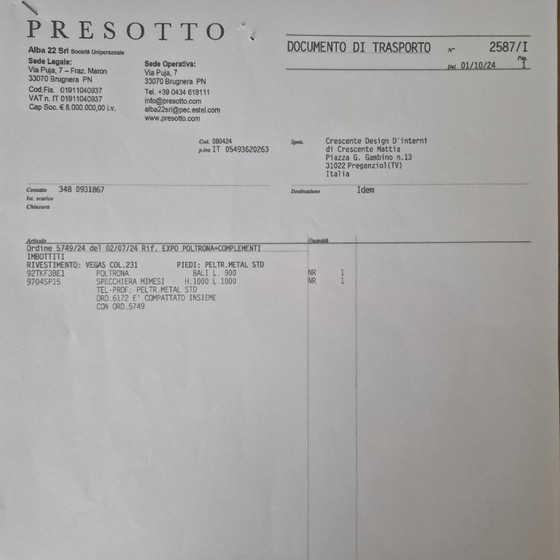 PRESOTTO
Alba 22 Srl Società Unipersonale
Sede Legale:
Via Puja, 7 – Fraz. Maron
33070 Brugnera PN
Cod.Fis. 01911040937
VAT n. IT 01911040937
Cap Soc. € 8.000.000,00 i.v.
Sede Operativa:
Via Puja, 7
33070 Brugnera PN
Tel. +39 0434 618111
info@presotto.com
alba22srl@pec.estel.com
www.presotto.com
DOCUMENTO DI TRASPORTO N° 2587/I
Del 01/10/24 Pag. 1
Cod. 080424
p.iva IT 05493620263
Spett. Crescente Design D'interni
di Crescente Mattia
Piazza G. Gambino n.13
31022 Preganziol(TV)
Italia
Contatto 348 0931867
Chiusura
Destinazione Idem
Articolo Quantità
Ordine 5749/24 del 02/07/24 Rif. EXPO POLTRONA+COMPLEMENTI
IMBOTTITI
RIVESTIMENTO: VEGAS COL.231 PIEDI: PELTR.METAL STD
92TKF3BE1 POLTRONA BALI L. 900 NR 1
9704SP15 SPECCHIERA MIMESI H.1000 L.1000 NR 1
TEL-PROF: PELTR.METAL STD
ORD.6172 E' COMPATTATO INSIEME
CON ORD.5749